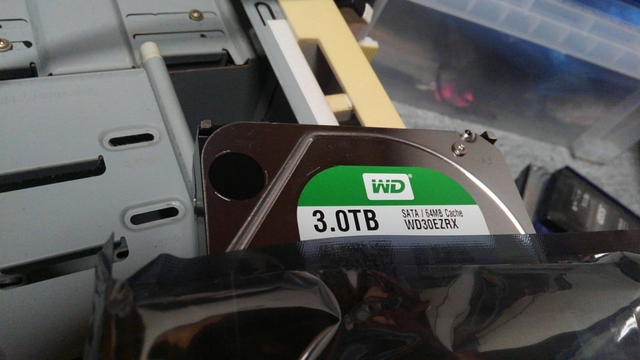 WD
3.0TB
SATA / 64MB Cache
WD30EZRX